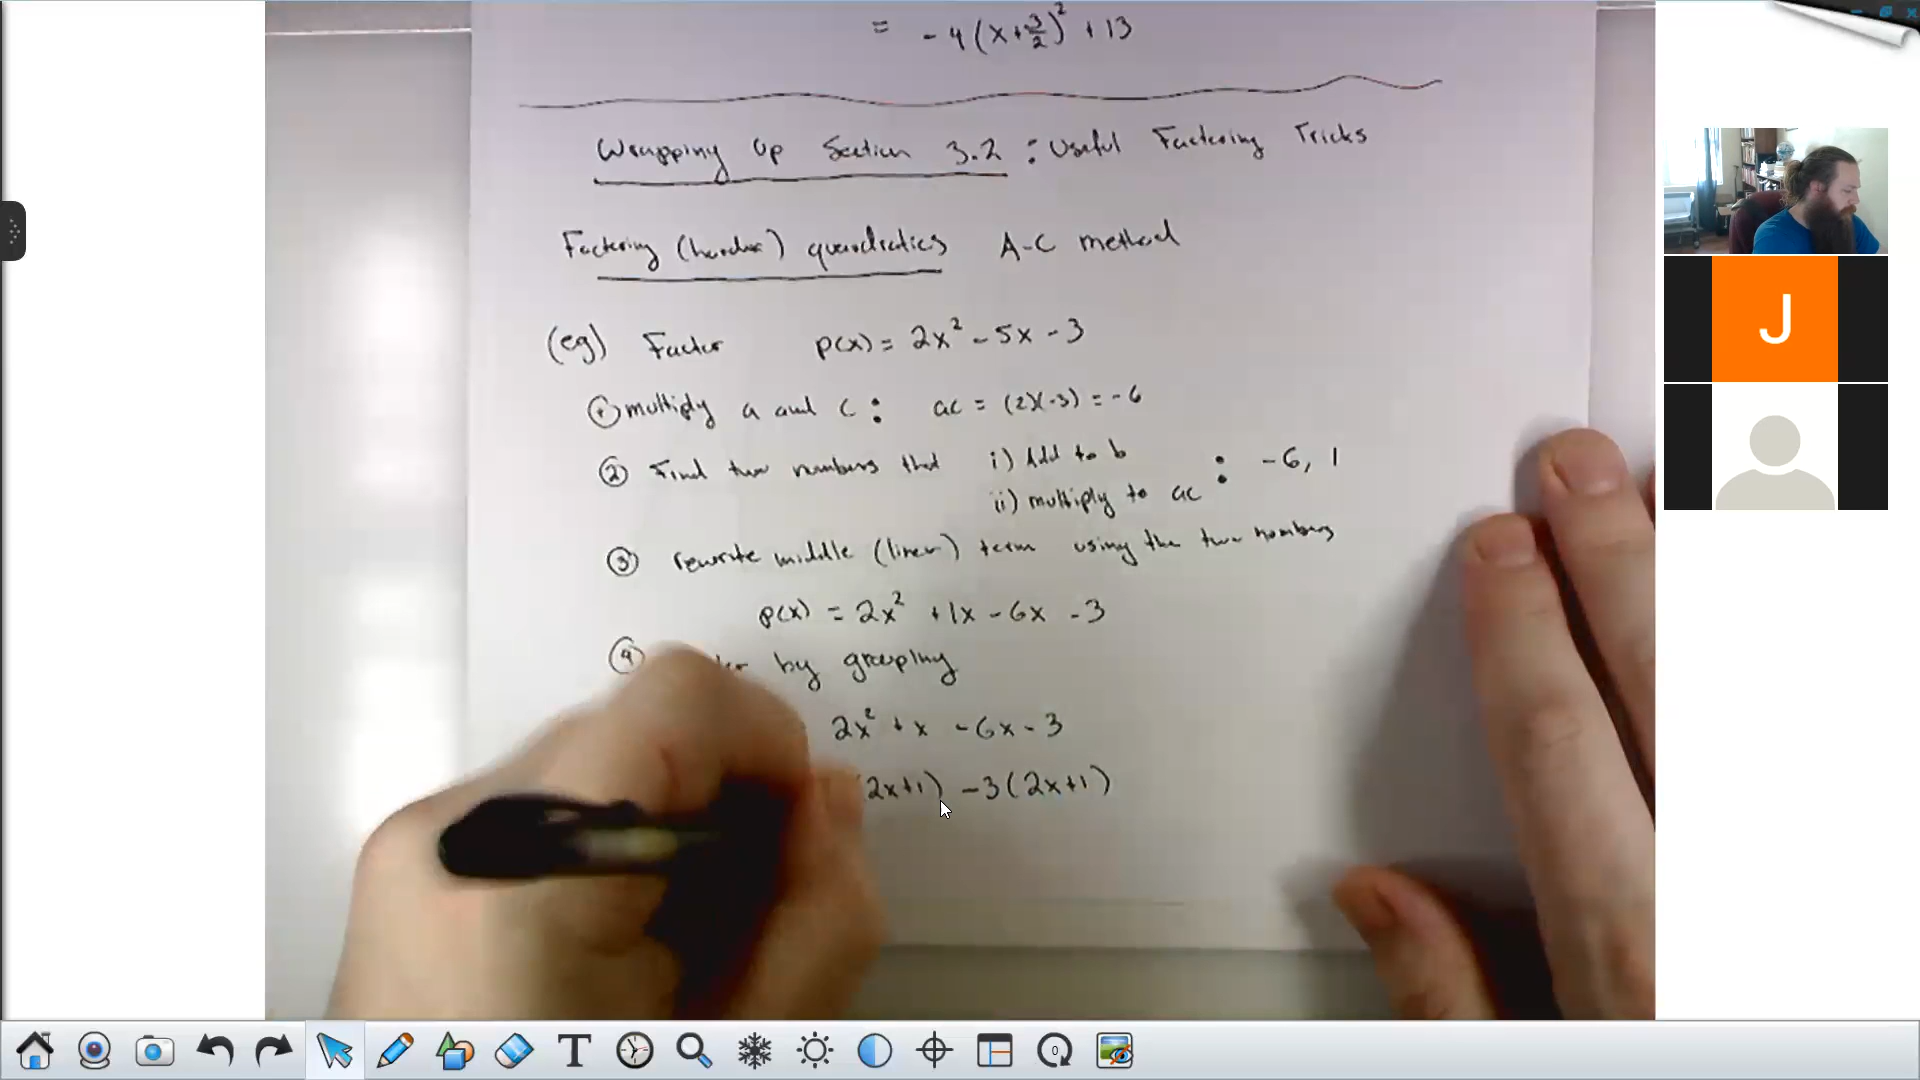 = -4(x+3/2)² +13
Wrapping Up Section 3.2 : Useful Factoring Tricks
Factoring (harder) quadratics A-C method
(eg) Factor p(x) = 2x² - 5x - 3
① multiply a and c : ac = (2)(-3) = -6
② Find two numbers that i) Add to b : -6, 1
ii) multiply to ac
③ rewrite middle (linear) term using the two numbers
p(x) = 2x² +1x - 6x - 3
④ by grouping
2x² + x - 6x - 3
(2x+1) -3(2x+1)
J
T
0